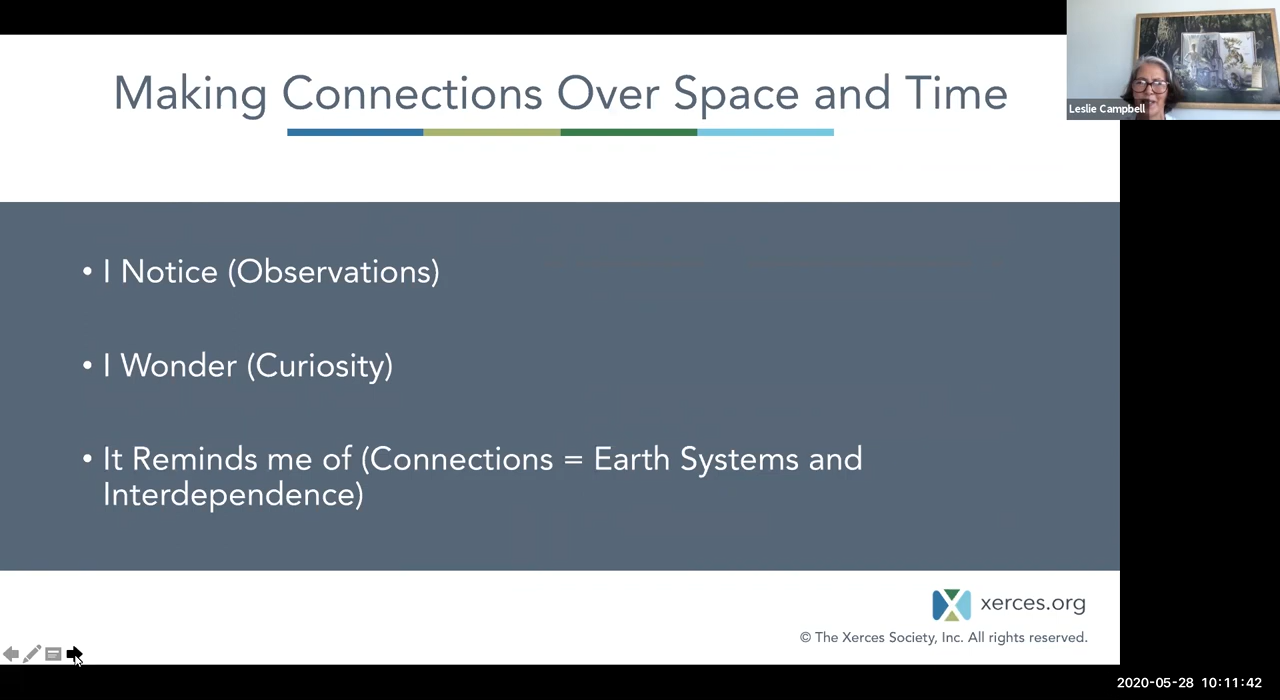 Making Connections Over Space and Time
Leslie Campbell
• I Notice (Observations)
• I Wonder (Curiosity)
• It Reminds me of (Connections = Earth Systems and
Interdependence)
xerces.org
© The Xerces Society, Inc. All rights reserved.
2020-05-28 10:11:42